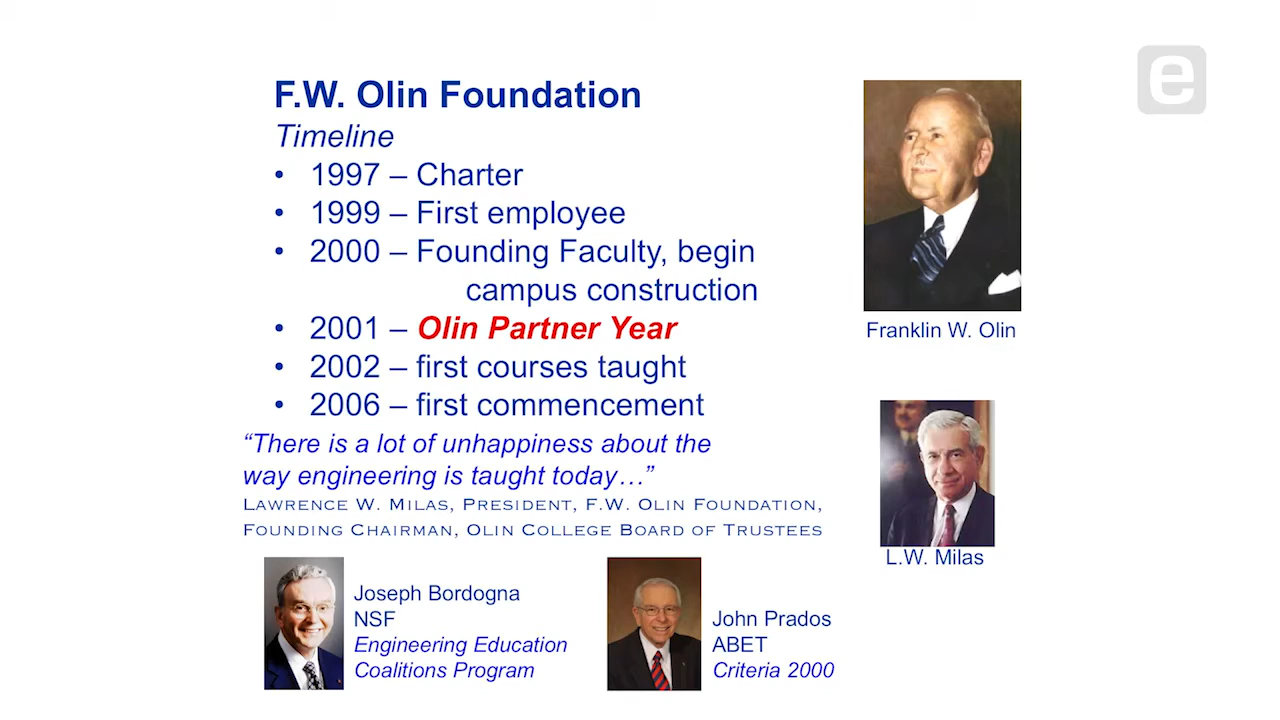 e
F.W. Olin Foundation
Timeline
• 1997 – Charter
• 1999 – First employee
• 2000 – Founding Faculty, begin
campus construction
• 2001 – Olin Partner Year
• 2002 – first courses taught
• 2006 – first commencement
“There is a lot of unhappiness about the
way engineering is taught today…”
LAWRENCE W. MILAS, PRESIDENT, F.W. OLIN FOUNDATION,
FOUNDING CHAIRMAN, OLIN COLLEGE BOARD OF TRUSTEES
Franklin W. Olin
L.W. Milas
Joseph Bordogna
NSF
Engineering Education
Coalitions Program
John Prados
ABET
Criteria 2000